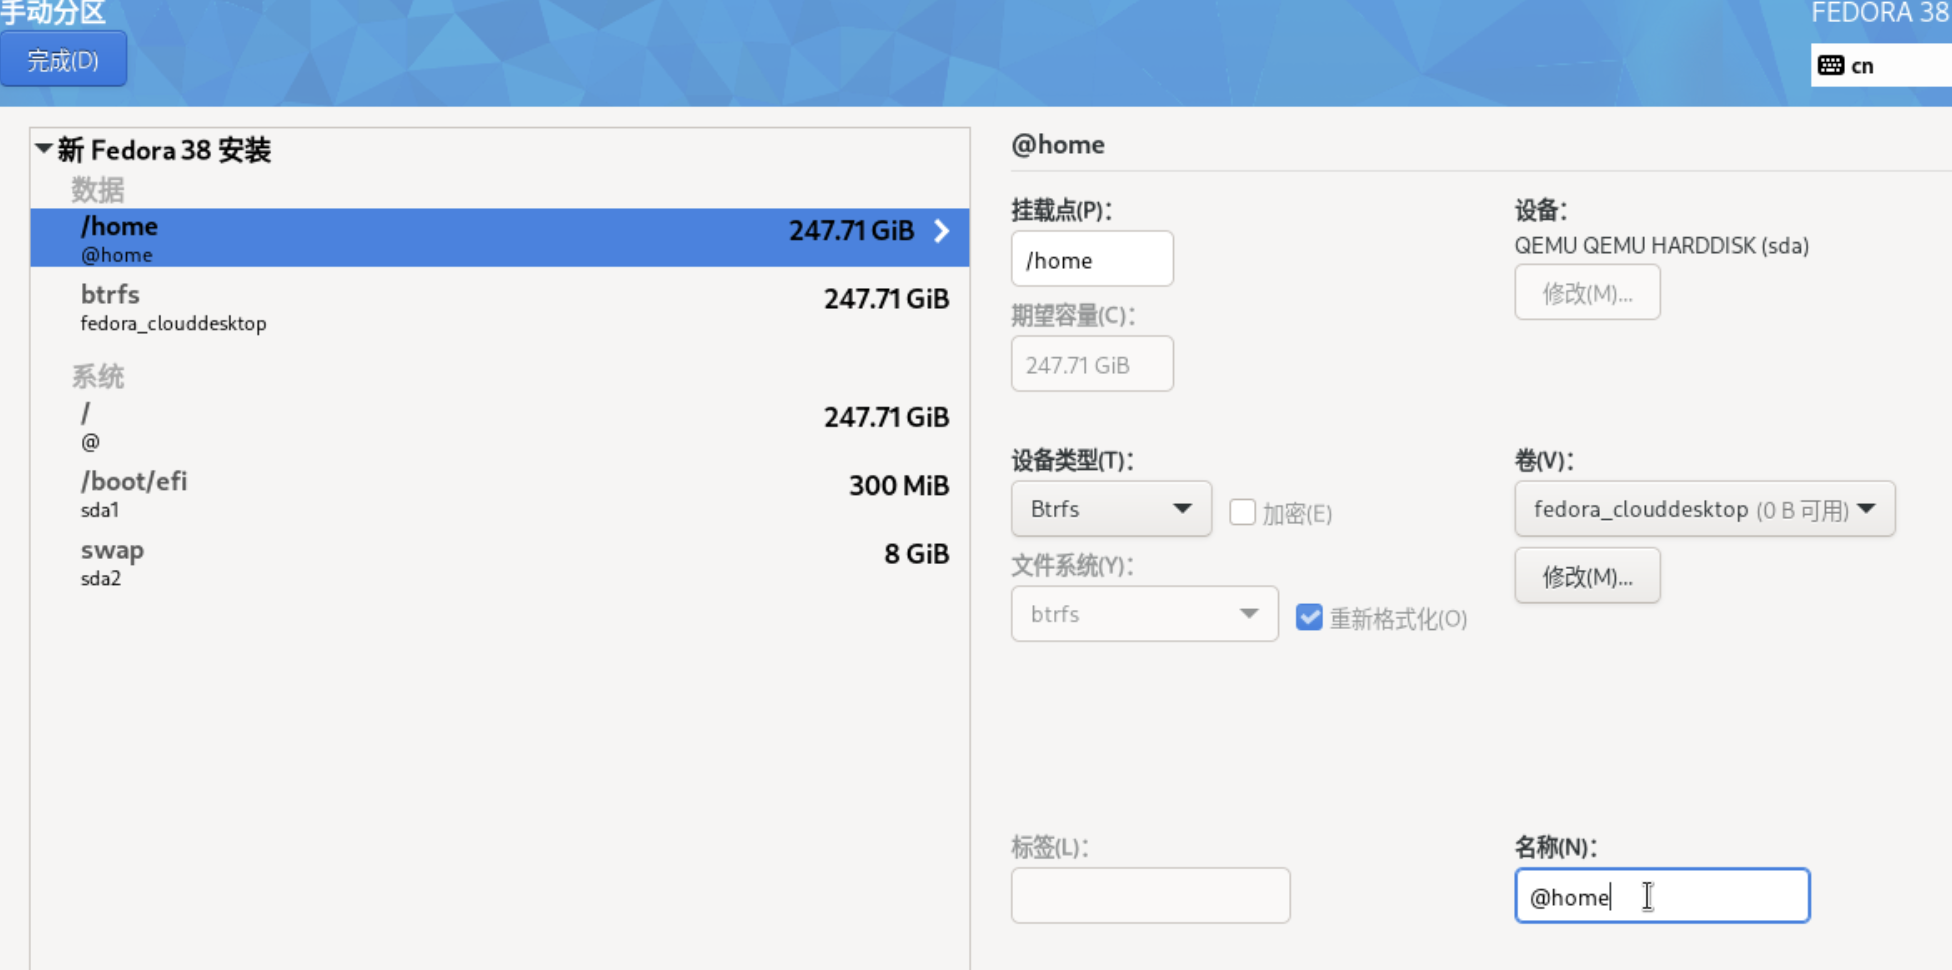 手动分区
FEDORA 38
完成(D)
cn
新 Fedora 38 安装
数据
/home
247.71 GiB
@home
btrfs
247.71 GiB
fedora_clouddesktop
系统
/
247.71 GiB
@
/boot/efi
300 MiB
sda1
swap
8 GiB
sda2
@home
挂载点(P)：
设备：
/home
QEMU QEMU HARDDISK (sda)
修改(M)...
期望容量(C)：
247.71 GiB
设备类型(T)：
卷(V)：
Btrfs
加密(E)
fedora_clouddesktop (0 B 可用)
文件系统(Y)：
修改(M)...
btrfs
重新格式化(O)
标签(L)：
名称(N)：
@home